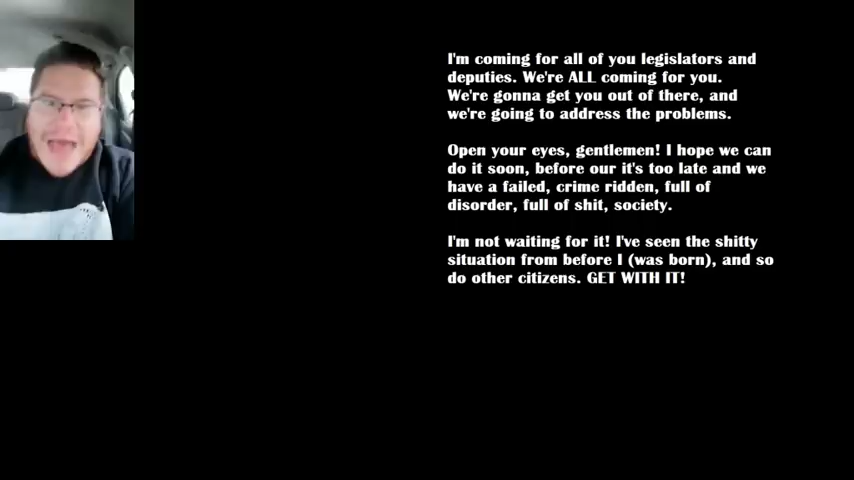 I'm coming for all of you legislators and
deputies. We're ALL coming for you.
We're gonna get you out of there, and
we're going to address the problems.
Open your eyes, gentlemen! I hope we can
do it soon, before our it's too late and we
have a failed, crime ridden, full of
disorder, full of shit, society.
I'm not waiting for it! I've seen the shitty
situation from before I (was born), and so
do other citizens. GET WITH IT!